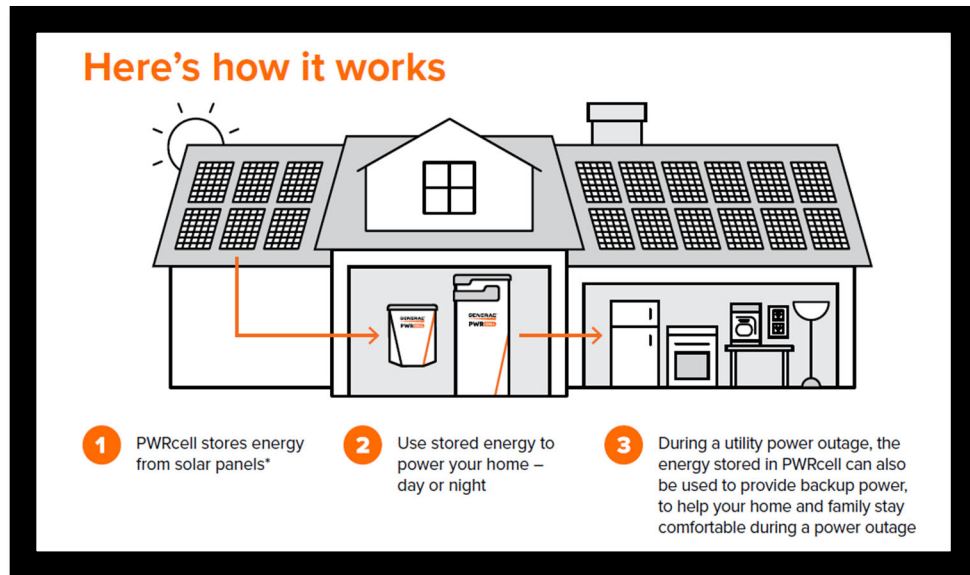 Here's how it works
GENERAC
PWRcell
GENERAC
PWRcell
1
PWRcell stores energy
from solar panels*
2
Use stored energy to
power your home –
day or night
3
During a utility power outage, the
energy stored in PWRcell can also
be used to provide backup power,
to help your home and family stay
comfortable during a power outage